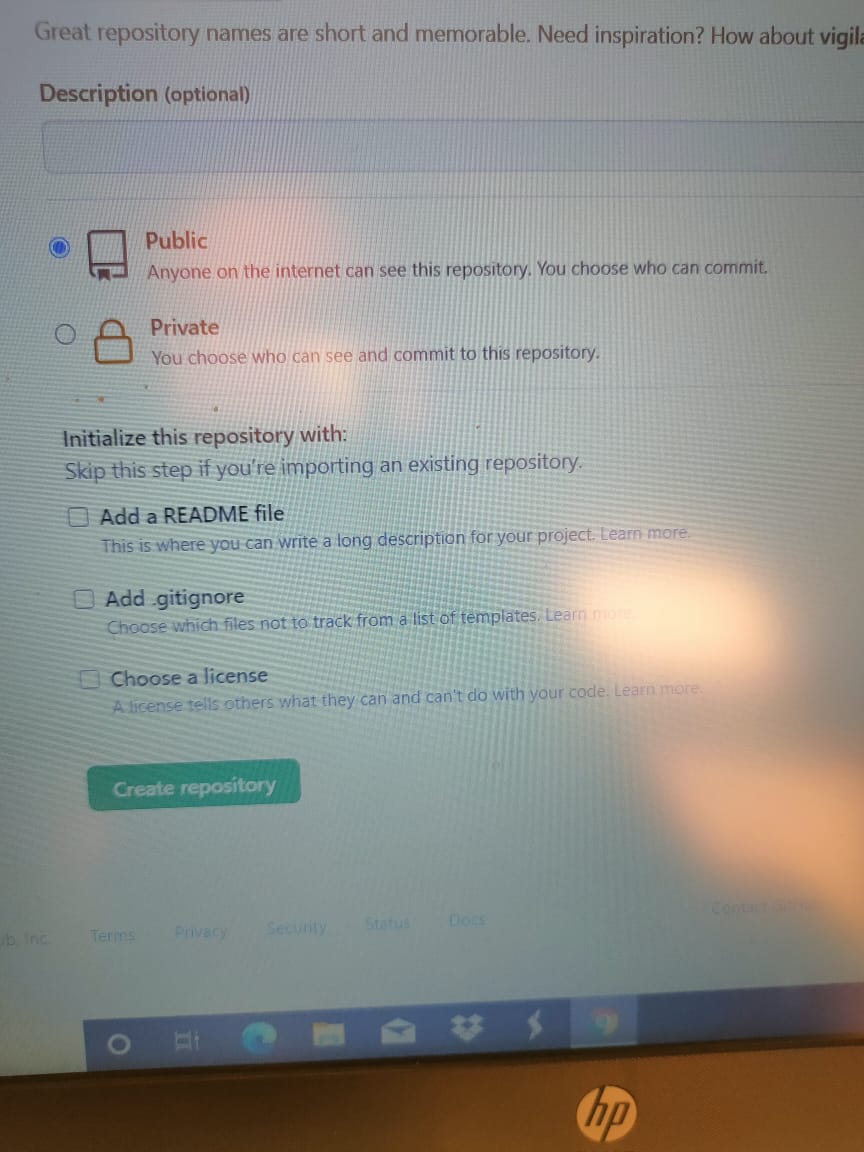 Great repository names are short and memorable. Need inspiration? How about
Description (optional)
Public
Anyone on the internet can see this repository. You choose who can commit.
Private
You choose who can see and commit to this repository.
Initialize this repository with:
Skip this step if you're importing an existing repository.
Add a README file
This is where you can write a long description for your project. Learn more.
Add .gitignore
Choose which files not to track from a list of templates. Learn more.
Choose a license
A license tells others what they can and can't do with your code. Learn more.
Create repository
Inc. Terms Privacy Security Status Docs Contact
hp